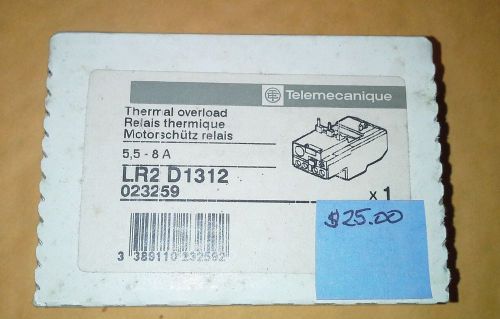 Telemecanique
Thermal overload
Relais thermique
Motorschütz relais
5,5 - 8 A
LR2 D1312
023259
x 1
$25.00
3 389110 232592